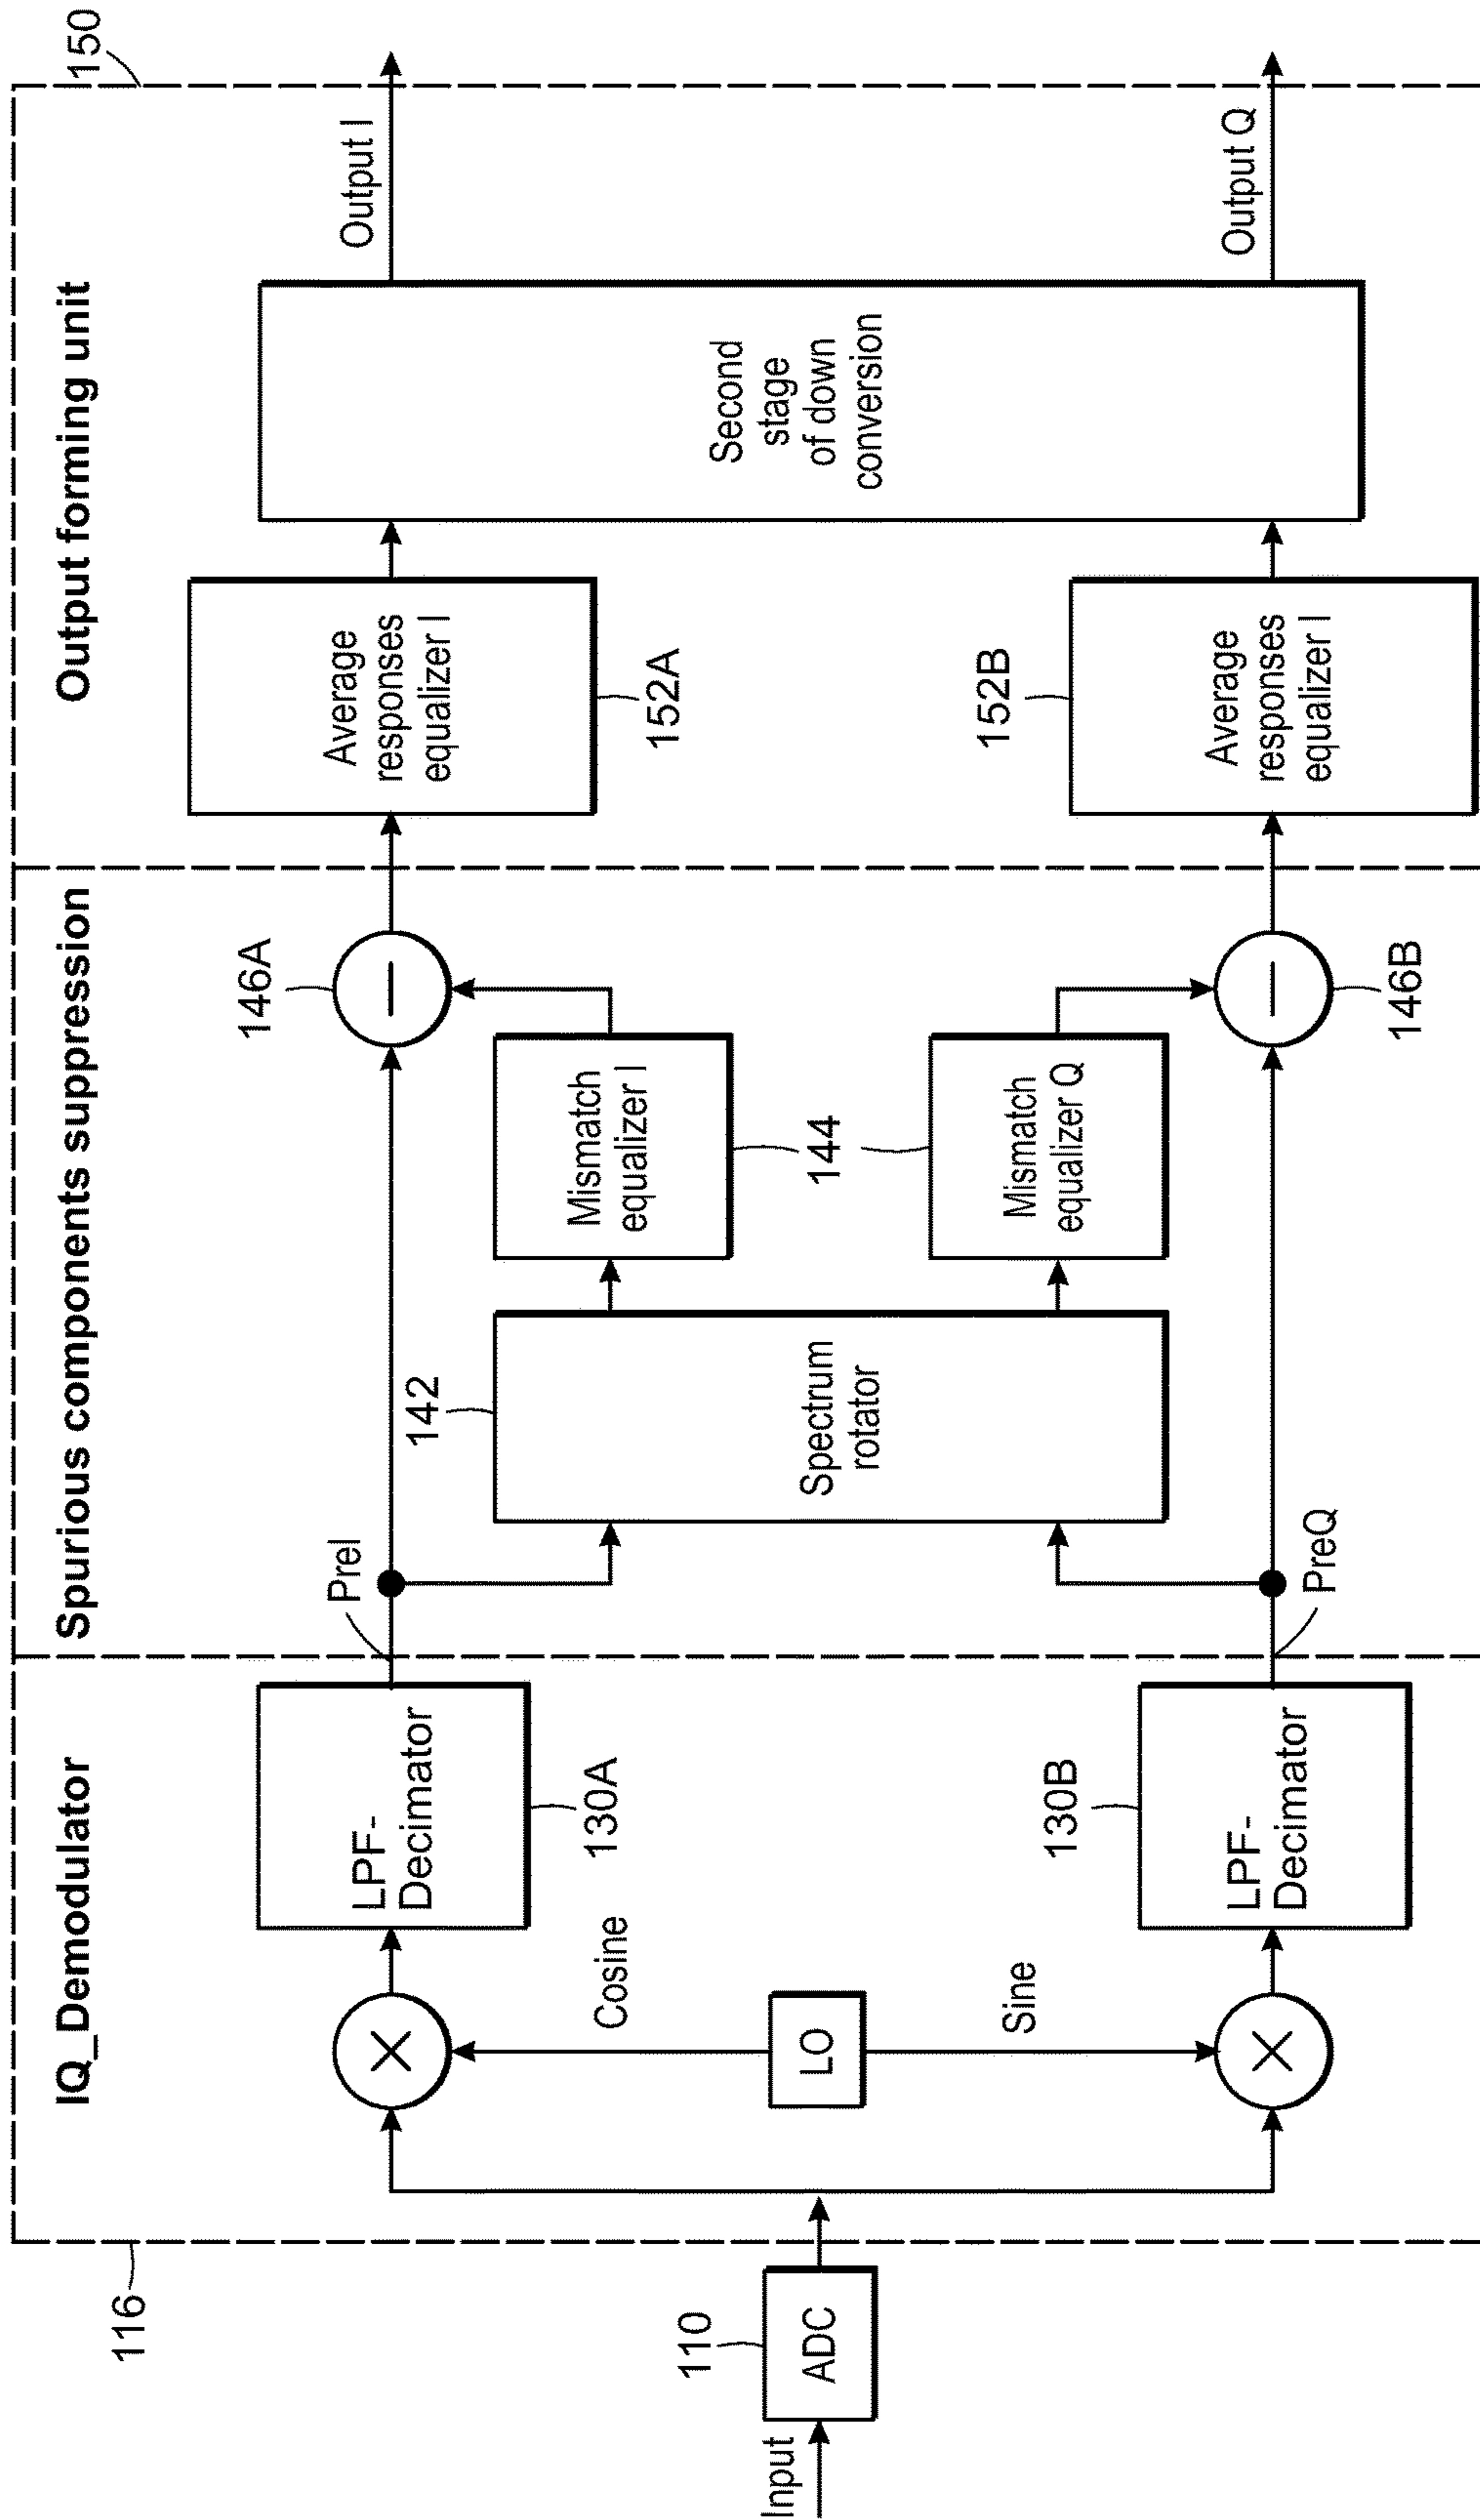 116
IQ_Demodulator
Spurious components suppression
Output forming unit
150
Input
110
ADC
LO
Cosine
Sine
LPF-
Decimator
130A
LPF-
Decimator
130B
PreI
PreQ
142
Spectrum
rotator
Mismatch
equalizer I
144
Mismatch
equalizer Q
146A
146B
Average
responses
equalizer I
152A
Average
responses
equalizer I
152B
Second
stage
of down
conversion
Output I
Output Q